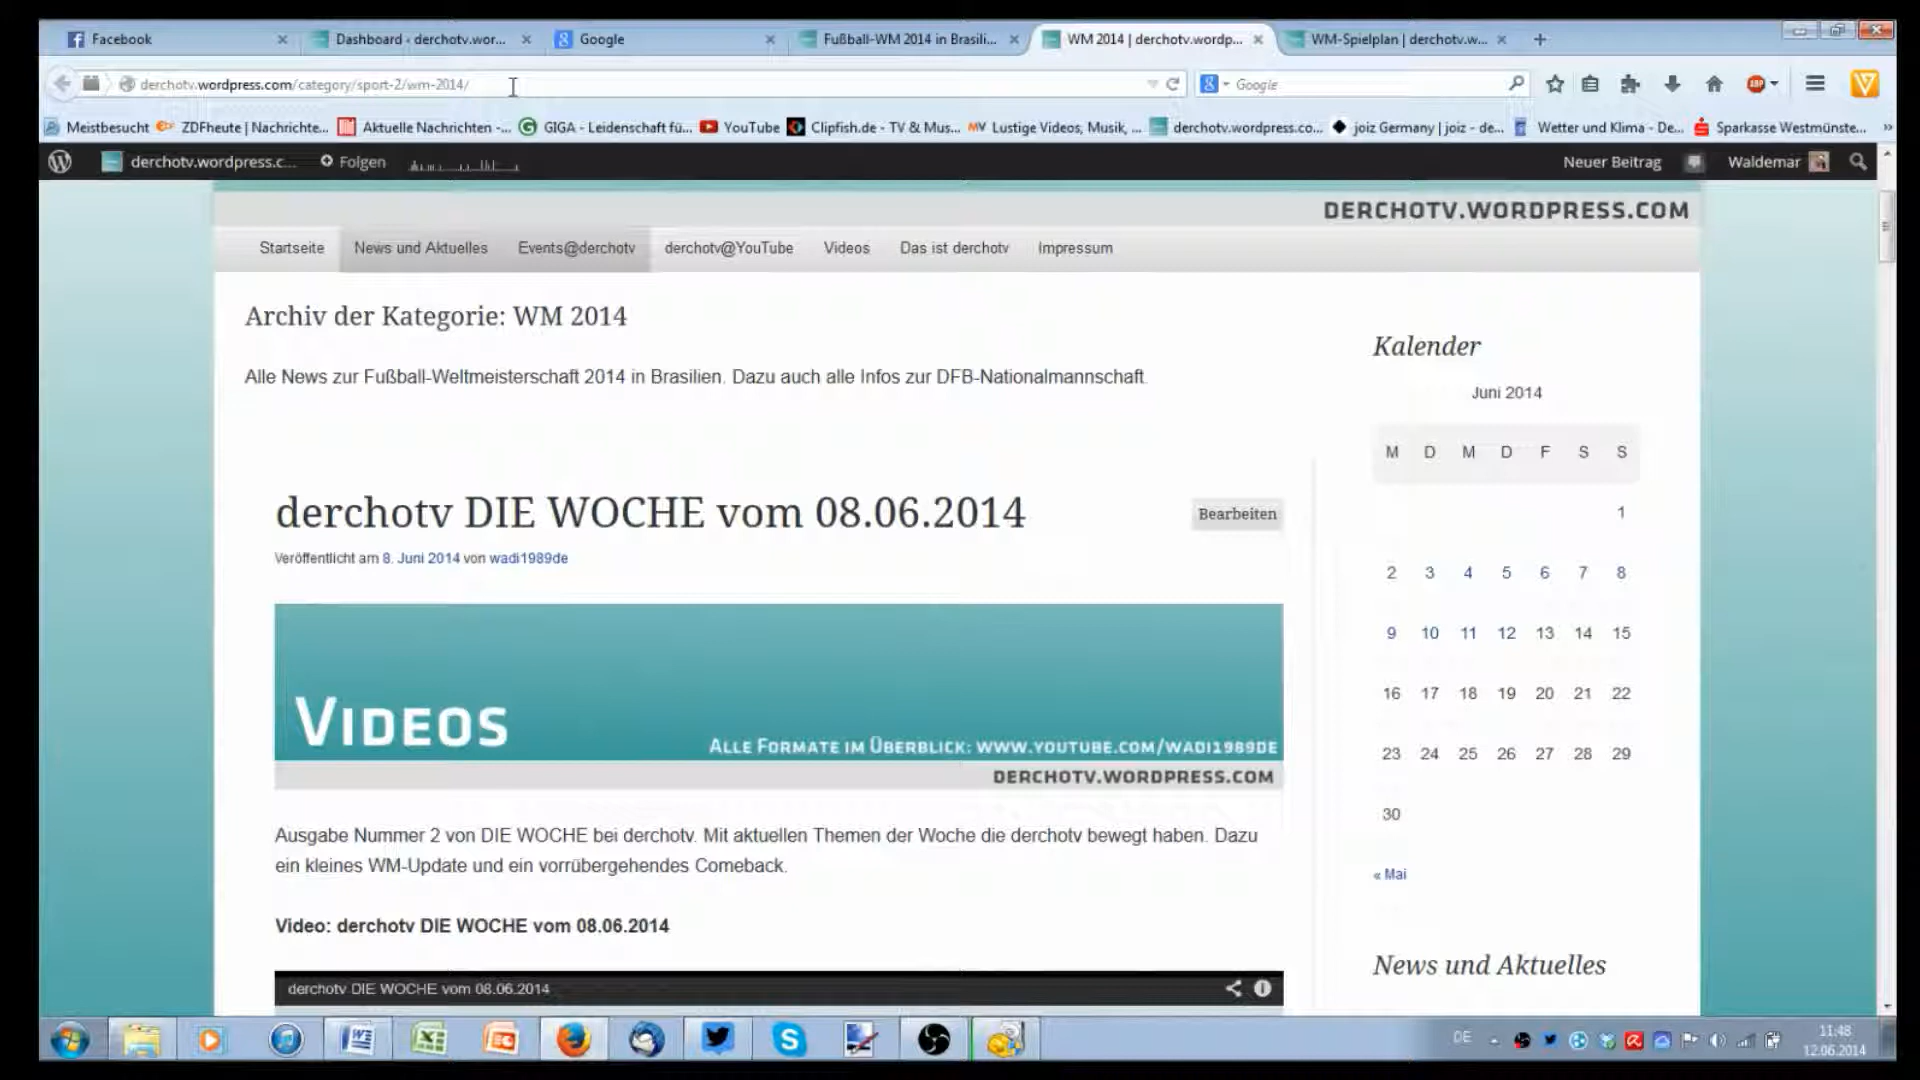 Facebook
Dashboard ‹ derchotv.wor...
Google
Fußball-WM 2014 in Brasili...
WM 2014 | derchotv.wordp...
WM-Spielplan | derchotv.w...
derchotv.wordpress.com/category/sport-2/wm-2014/
Google
Meistbesucht
ZDFheute | Nachrichte...
Aktuelle Nachrichten -...
GIGA - Leidenschaft fü...
YouTube
Clipfish.de - TV & Mus...
Lustige Videos, Musik, ...
derchotv.wordpress.co...
joiz Germany | joiz - de...
Wetter und Klima - De...
Sparkasse Westmünste...
derchotv.wordpress.c...
Folgen
Neuer Beitrag
Waldemar
DERCHOTV.WORDPRESS.COM
Startseite
News und Aktuelles
Events@derchotv
derchotv@YouTube
Videos
Das ist derchotv
Impressum
Archiv der Kategorie: WM 2014
Alle News zur Fußball-Weltmeisterschaft 2014 in Brasilien. Dazu auch alle Infos zur DFB-Nationalmannschaft.
derchotv DIE WOCHE vom 08.06.2014
Bearbeiten
Veröffentlicht am 8. Juni 2014 von wadi1989de
VIDEOS
ALLE FORMATE IM ÜBERBLICK: WWW.YOUTUBE.COM/WADI1989DE
DERCHOTV.WORDPRESS.COM
Ausgabe Nummer 2 von DIE WOCHE bei derchotv. Mit aktuellen Themen der Woche die derchotv bewegt haben. Dazu
ein kleines WM-Update und ein vorrübergehendes Comeback.
Video: derchotv DIE WOCHE vom 08.06.2014
derchotv DIE WOCHE vom 08.06.2014
Kalender
Juni 2014
M D M D F S S
1
2 3 4 5 6 7 8
9 10 11 12 13 14 15
16 17 18 19 20 21 22
23 24 25 26 27 28 29
30
« Mai
News und Aktuelles
DE
11:48
12.06.2014